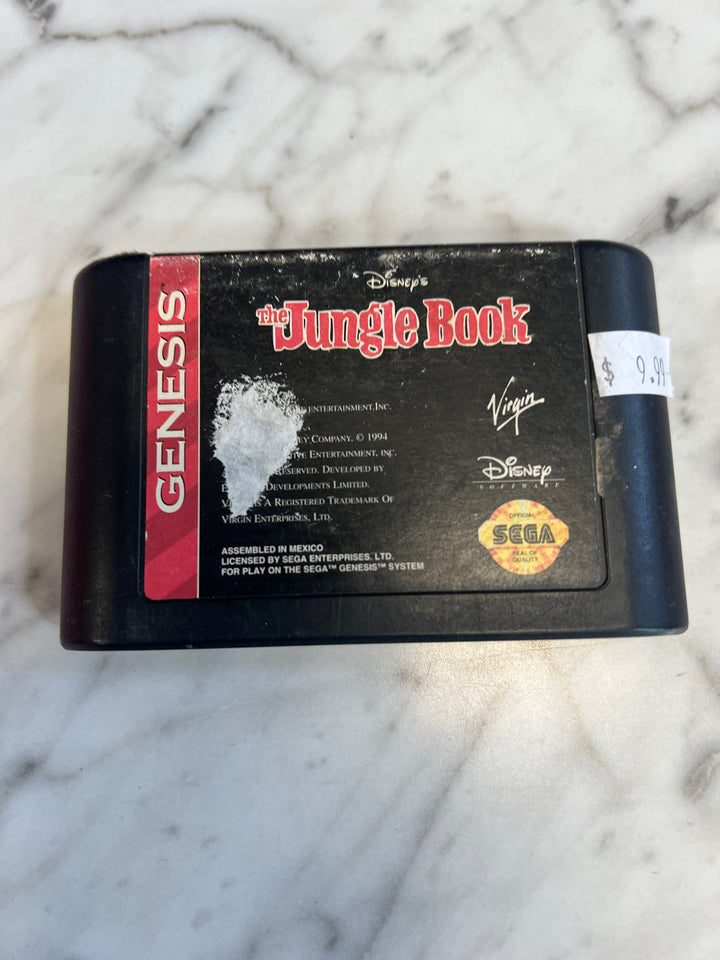 GENESIS™
DISNEY'S
The Jungle Book
$ 9.99
ENTERTAINMENT, INC.
COMPANY. © 1994
ENTERTAINMENT, INC.
RESERVED. DEVELOPED BY
DEVELOPMENTS LIMITED.
IS A REGISTERED TRADEMARK OF
VIRGIN ENTERPRISES, LTD.
Virgin
DISNEY
SOFTWARE
OFFICIAL
SEGA
SEAL OF
QUALITY
ASSEMBLED IN MEXICO
LICENSED BY SEGA ENTERPRISES. LTD.
FOR PLAY ON THE SEGA™ GENESIS™ SYSTEM